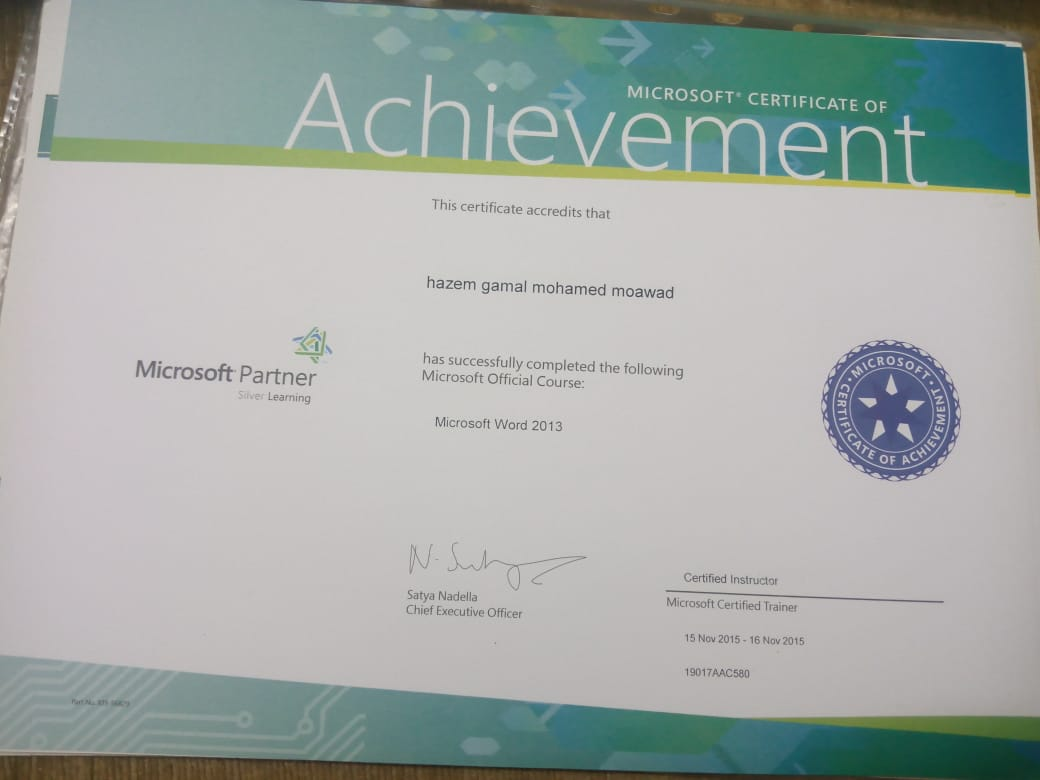 MICROSOFT® CERTIFICATE OF
Achievement
This certificate accredits that
hazem gamal mohamed moawad
Microsoft Partner
Silver Learning
has successfully completed the following
Microsoft Official Course:
Microsoft Word 2013
MICROSOFT • CERTIFICATE OF ACHIEVEMENT •
Satya Nadella
Chief Executive Officer
Certified Instructor
Microsoft Certified Trainer
15 Nov 2015 - 16 Nov 2015
19017AAC580
Part No.